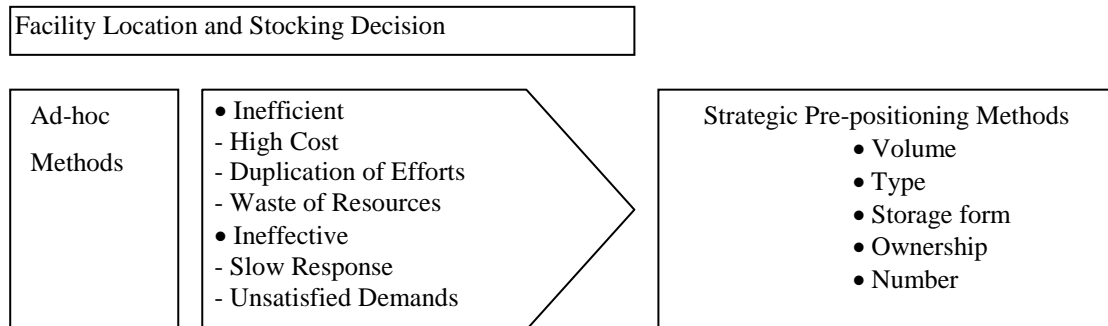 Facility Location and Stocking Decision
Ad-hoc
Methods
• Inefficient
- High Cost
- Duplication of Efforts
- Waste of Resources
• Ineffective
- Slow Response
- Unsatisfied Demands
Strategic Pre-positioning Methods
• Volume
• Type
• Storage form
• Ownership
• Number